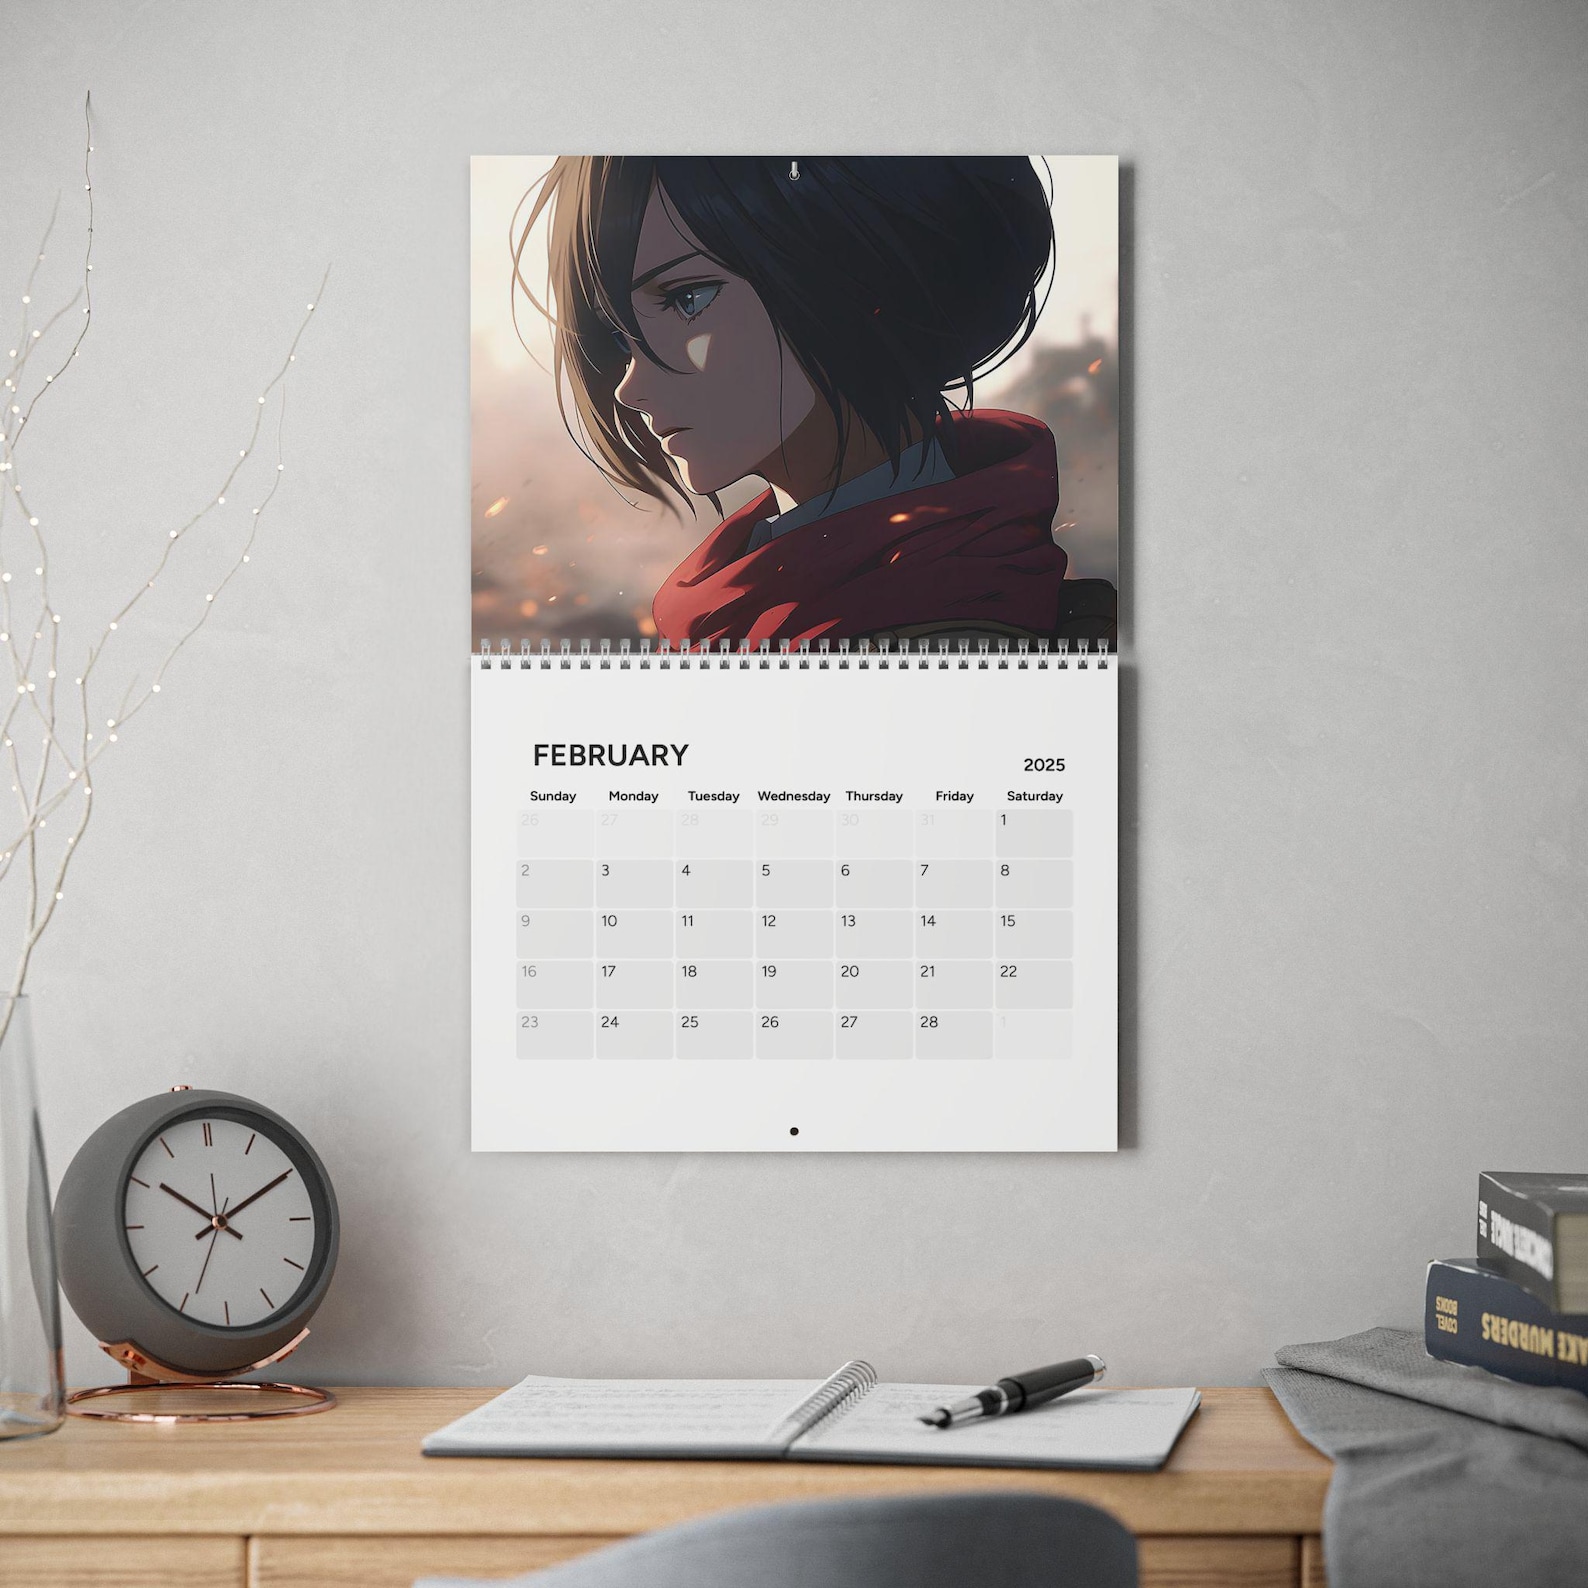 FEBRUARY
2025
Sunday Monday Tuesday Wednesday Thursday Friday Saturday
26 27 28 29 30 31 1
2 3 4 5 6 7 8
9 10 11 12 13 14 15
16 17 18 19 20 21 22
23 24 25 26 27 28 1
COVEL
BOOKS
AKE MURDERS